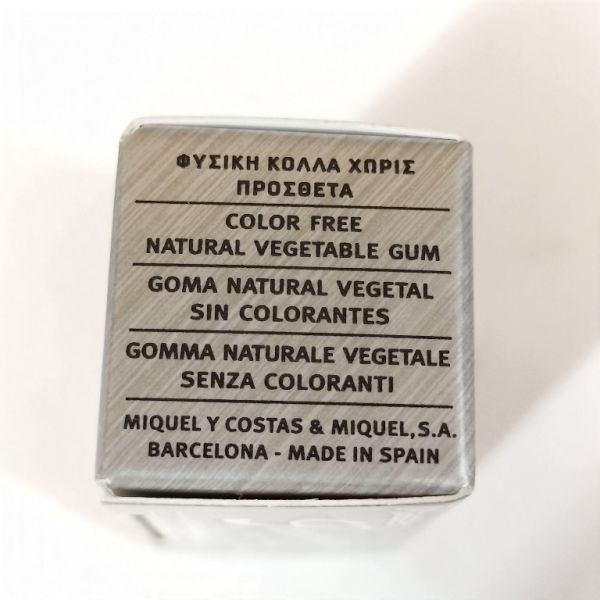 ΦΥΣΙΚΗ ΚΟΛΛΑ ΧΩΡΙΣ
ΠΡΟΣΘΕΤΑ
COLOR FREE
NATURAL VEGETABLE GUM
GOMA NATURAL VEGETAL
SIN COLORANTES
GOMMA NATURALE VEGETALE
SENZA COLORANTI
MIQUEL Y COSTAS & MIQUEL, S.A.
BARCELONA - MADE IN SPAIN